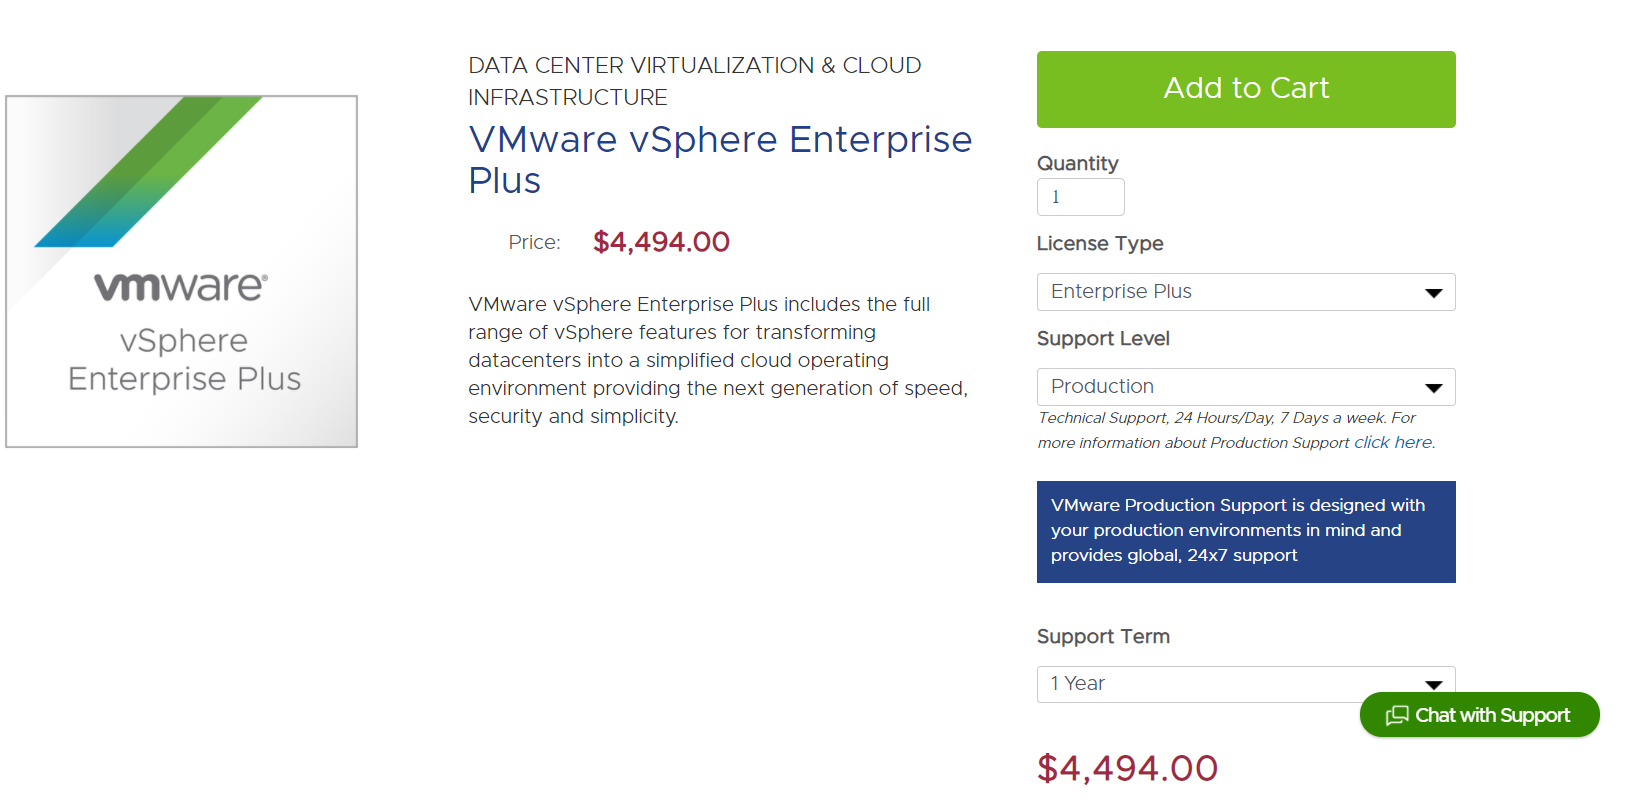 vmware®
vSphere
Enterprise Plus
DATA CENTER VIRTUALIZATION & CLOUD
INFRASTRUCTURE
VMware vSphere Enterprise
Plus
Price: $4,494.00
VMware vSphere Enterprise Plus includes the full
range of vSphere features for transforming
datacenters into a simplified cloud operating
environment providing the next generation of speed,
security and simplicity.
Add to Cart
Quantity
1
License Type
Enterprise Plus
Support Level
Production
Technical Support, 24 Hours/Day, 7 Days a week. For
more information about Production Support click here.
VMware Production Support is designed with
your production environments in mind and
provides global, 24x7 support
Support Term
1 Year
Chat with Support
$4,494.00